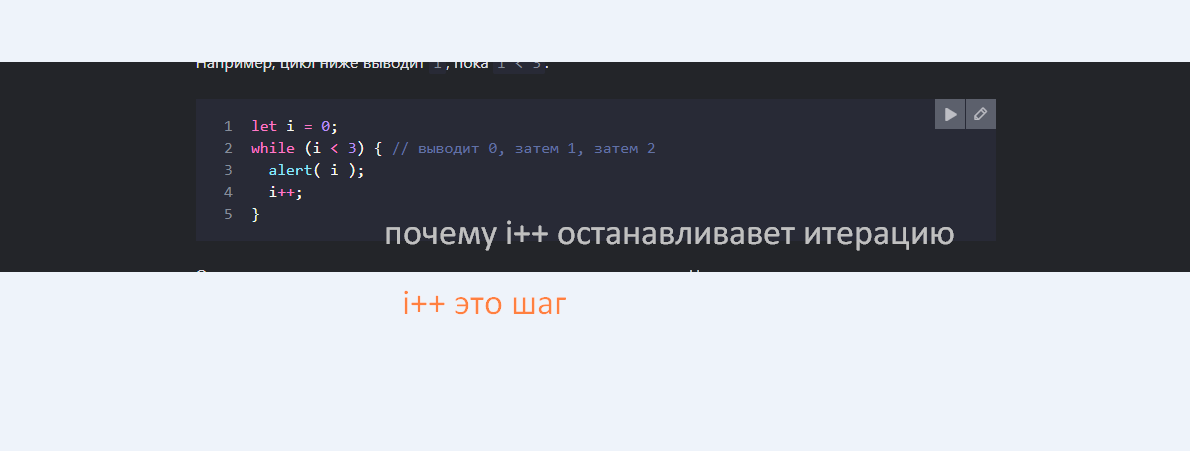 Например, цикл ниже выводит i, пока i < 3:
1 let i = 0;
2 while (i < 3) { // выводит 0, затем 1, затем 2
3 alert( i );
4 i++;
5 }
почему i++ останавливавет итерацию
i++ это шаг